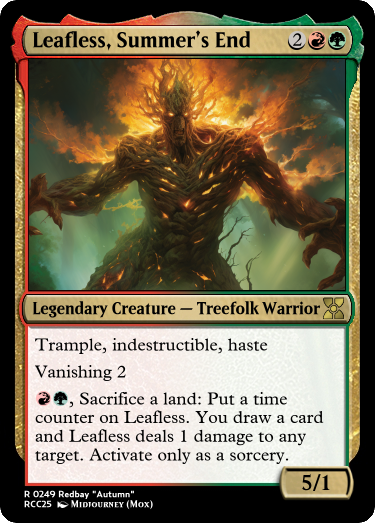 Leafless, Summer's End 2
Legendary Creature — Treefolk Warrior
Trample, indestructible, haste
Vanishing 2
, Sacrifice a land: Put a time
counter on Leafless. You draw a card
and Leafless deals 1 damage to any
target. Activate only as a sorcery.
5/1
R 0249 Redbay "Autumn"
RCC25 Midjourney (Mox)